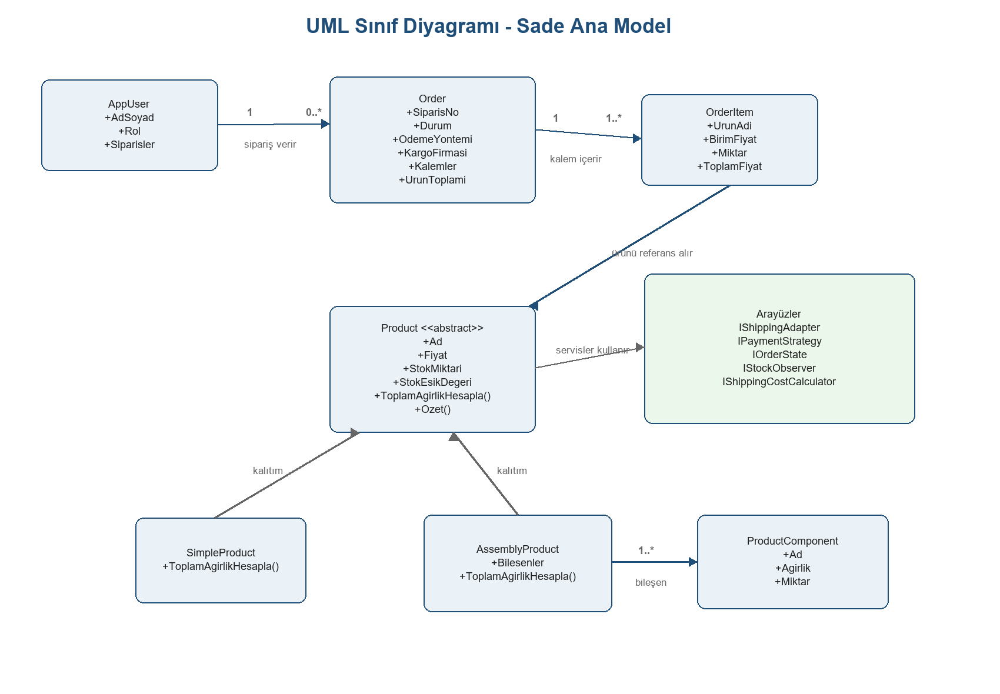 UML Sınıf Diyagramı - Sade Ana Model
AppUser
+AdSoyad
+Rol
+Siparisler
1
0..*
sipariş verir
Order
+SiparisNo
+Durum
+OdemeYontemi
+KargoFirmasi
+Kalemler
+UrunToplami
1
1..*
kalem içerir
OrderItem
+UrunAdi
+BirimFiyat
+Miktar
+ToplamFiyat
ürünü referans alır
Product <<abstract>>
+Ad
+Fiyat
+StokMiktari
+StokEsikDegeri
+ToplamAgirlikHesapla()
+Ozet()
servisler kullanır
Arayüzler
IShippingAdapter
IPaymentStrategy
IOrderState
IStockObserver
IShippingCostCalculator
kalıtım
kalıtım
SimpleProduct
+ToplamAgirlikHesapla()
AssemblyProduct
+Bilesenler
+ToplamAgirlikHesapla()
1..*
bileşen
ProductComponent
+Ad
+Agirlik
+Miktar